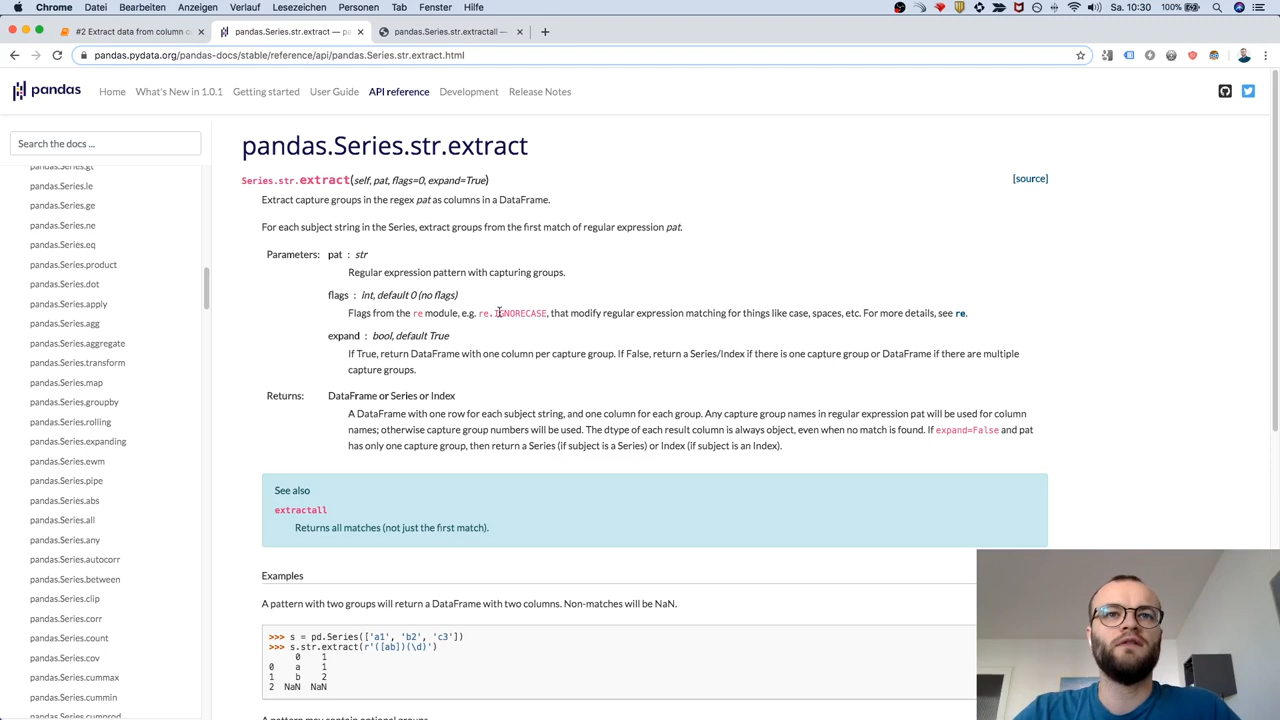 Chrome Datei Bearbeiten Anzeigen Verlauf Lesezeichen Personen Tab Fenster Hilfe 100% Sa. 10:30
#2 Extract data from column c
pandas.Series.str.extract — p
pandas.Series.str.extractall —
pandas.pydata.org/pandas-docs/stable/reference/api/pandas.Series.str.extract.html
pandas Home What's New in 1.0.1 Getting started User Guide API reference Development Release Notes
Search the docs ...
pandas.Series.gt
pandas.Series.le
pandas.Series.ge
pandas.Series.ne
pandas.Series.eq
pandas.Series.product
pandas.Series.dot
pandas.Series.apply
pandas.Series.agg
pandas.Series.aggregate
pandas.Series.transform
pandas.Series.map
pandas.Series.groupby
pandas.Series.rolling
pandas.Series.expanding
pandas.Series.ewm
pandas.Series.pipe
pandas.Series.abs
pandas.Series.all
pandas.Series.any
pandas.Series.autocorr
pandas.Series.between
pandas.Series.clip
pandas.Series.corr
pandas.Series.count
pandas.Series.cov
pandas.Series.cummax
pandas.Series.cummin
pandas.Series.cumprod
pandas.Series.str.extract
Series.str.extract(self, pat, flags=0, expand=True) [source]
Extract capture groups in the regex pat as columns in a DataFrame.
For each subject string in the Series, extract groups from the first match of regular expression pat.
Parameters: pat : str
Regular expression pattern with capturing groups.
flags : int, default 0 (no flags)
Flags from the re module, e.g. re.IGNORECASE, that modify regular expression matching for things like case, spaces, etc. For more details, see re.
expand : bool, default True
If True, return DataFrame with one column per capture group. If False, return a Series/Index if there is one capture group or DataFrame if there are multiple
capture groups.
Returns: DataFrame or Series or Index
A DataFrame with one row for each subject string, and one column for each group. Any capture group names in regular expression pat will be used for column
names; otherwise capture group numbers will be used. The dtype of each result column is always object, even when no match is found. If expand=False and pat
has only one capture group, then return a Series (if subject is a Series) or Index (if subject is an Index).
See also
extractall
Returns all matches (not just the first match).
Examples
A pattern with two groups will return a DataFrame with two columns. Non-matches will be NaN.
>>> s = pd.Series(['a1', 'b2', 'c3'])
>>> s.str.extract(r'([ab])(\d)')
0 1
0 a 1
1 b 2
2 NaN NaN
A pattern may contain optional groups.